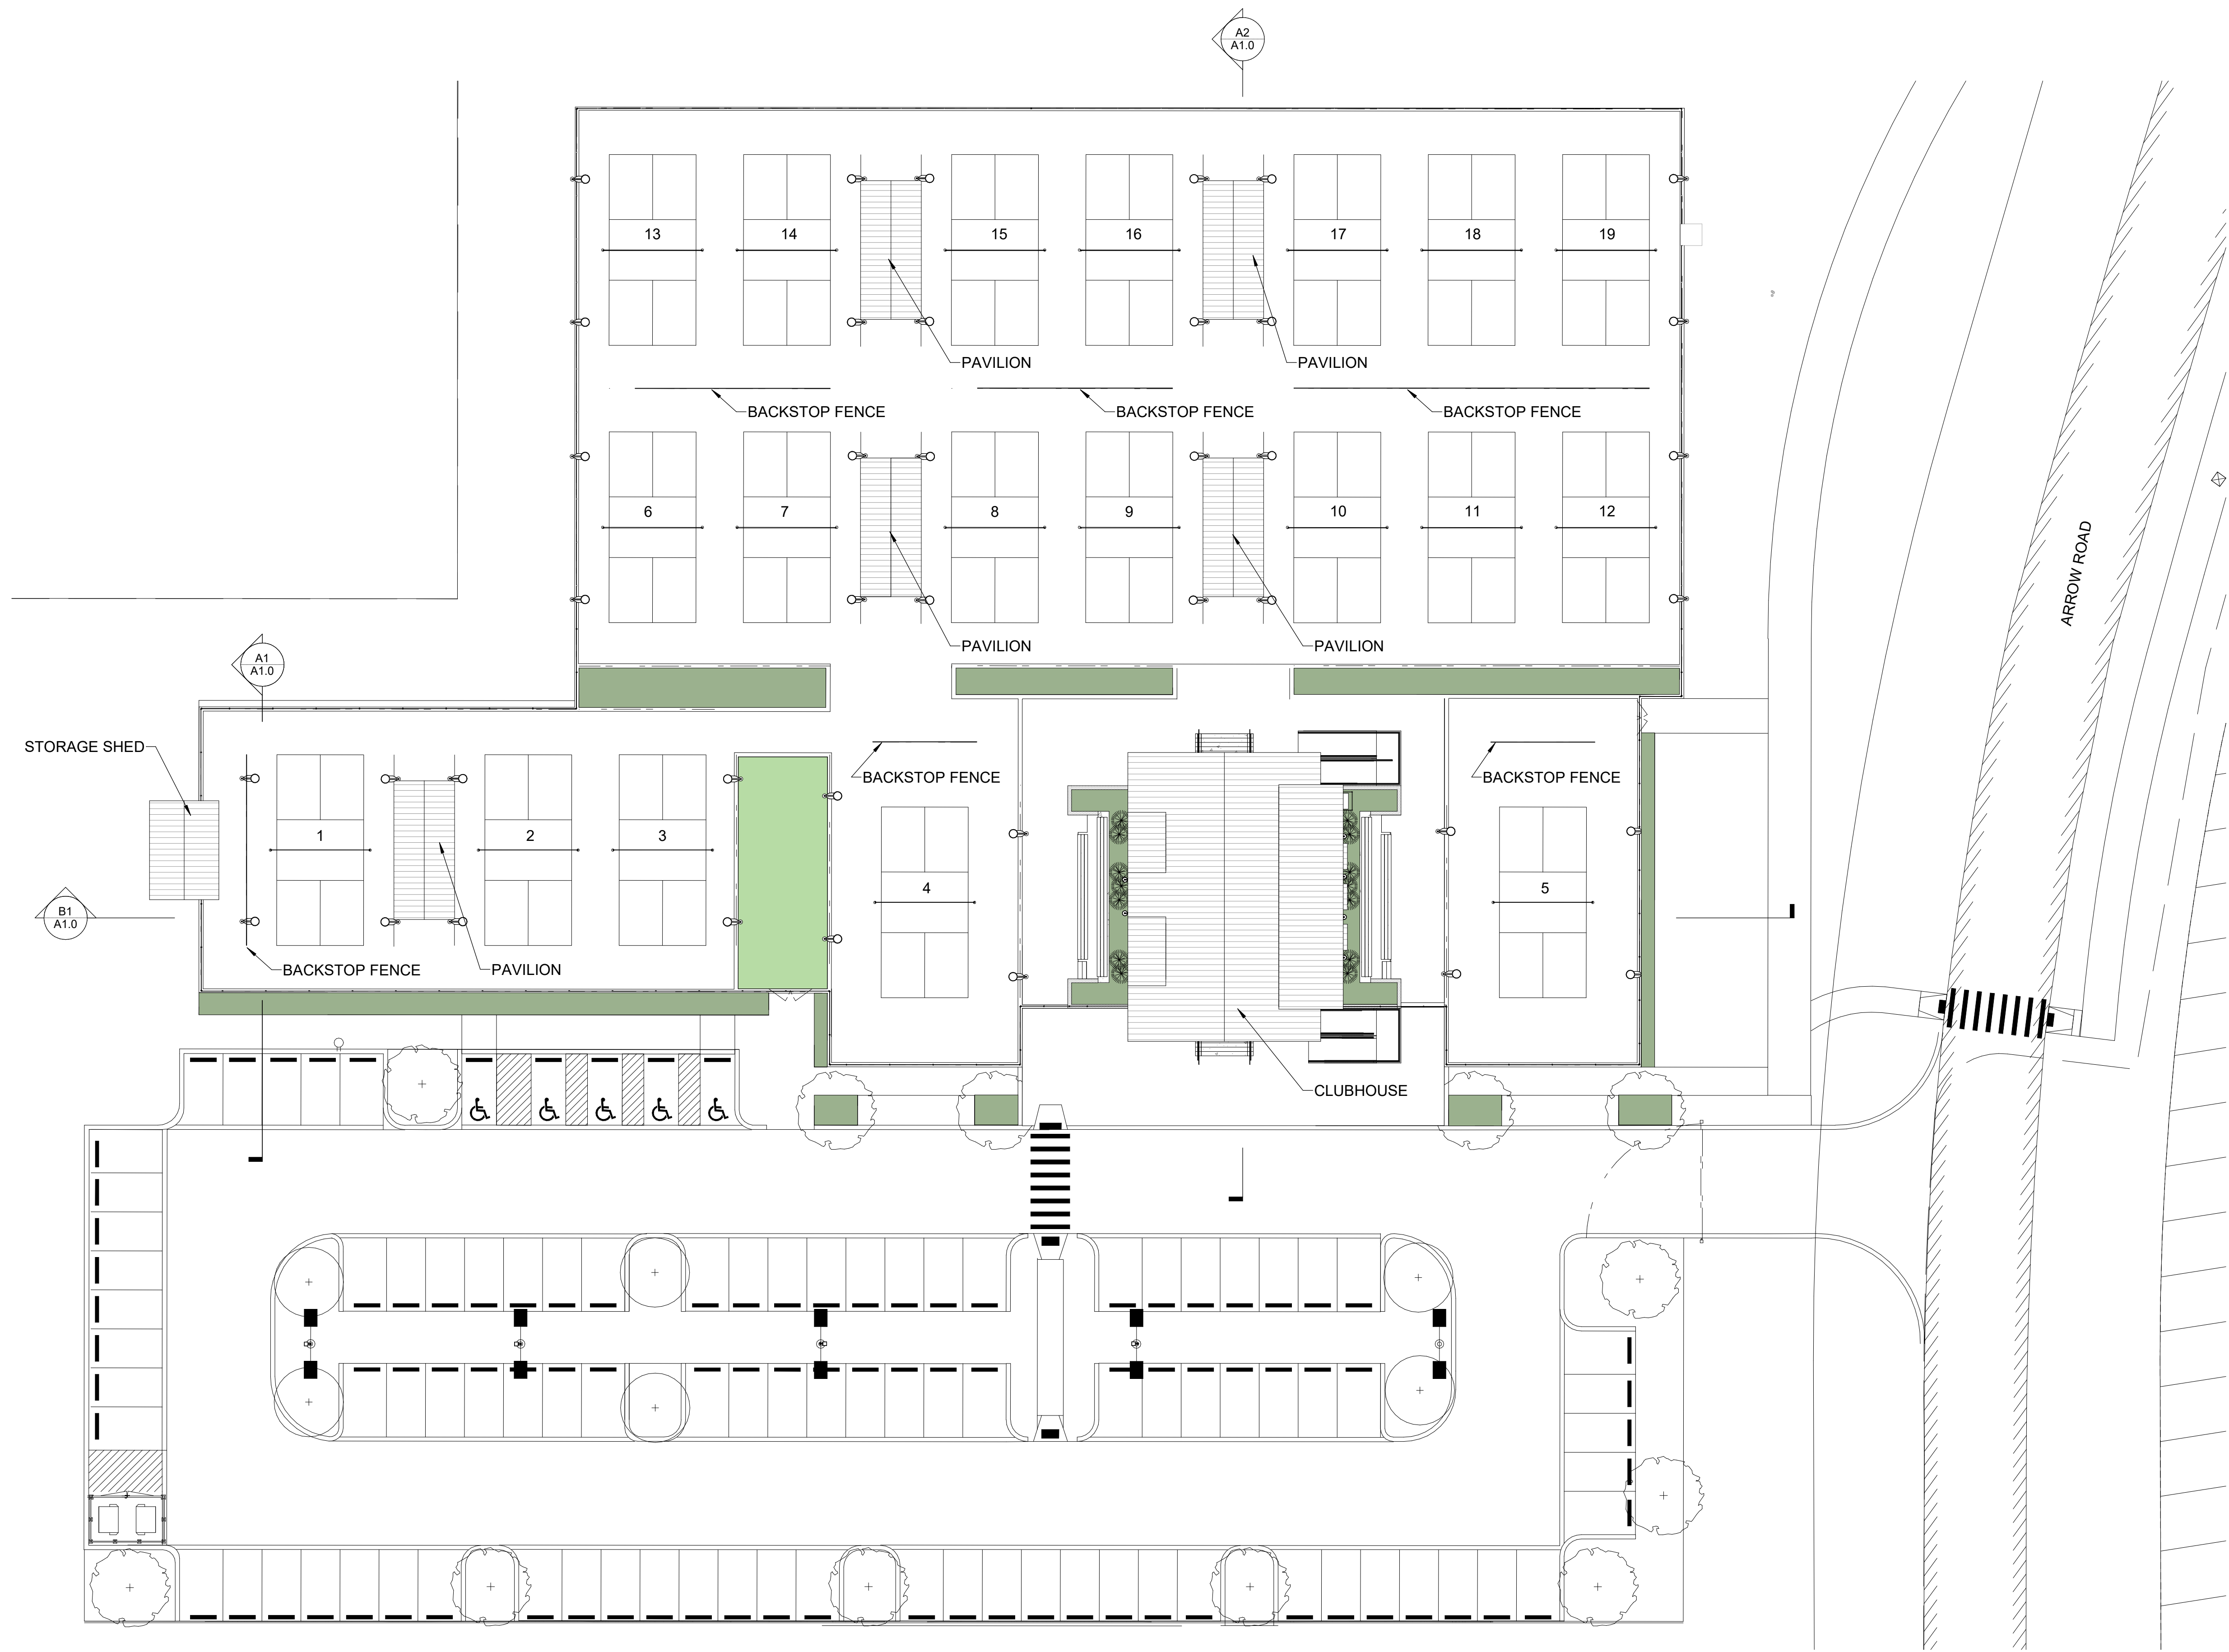 A2
A1.0
13
14
15
16
17
18
19
PAVILION
PAVILION
BACKSTOP FENCE
BACKSTOP FENCE
BACKSTOP FENCE
6
7
8
9
10
11
12
ARROW ROAD
PAVILION
PAVILION
A1
A1.0
STORAGE SHED
BACKSTOP FENCE
BACKSTOP FENCE
1
2
3
4
5
B1
A1.0
BACKSTOP FENCE
PAVILION
CLUBHOUSE